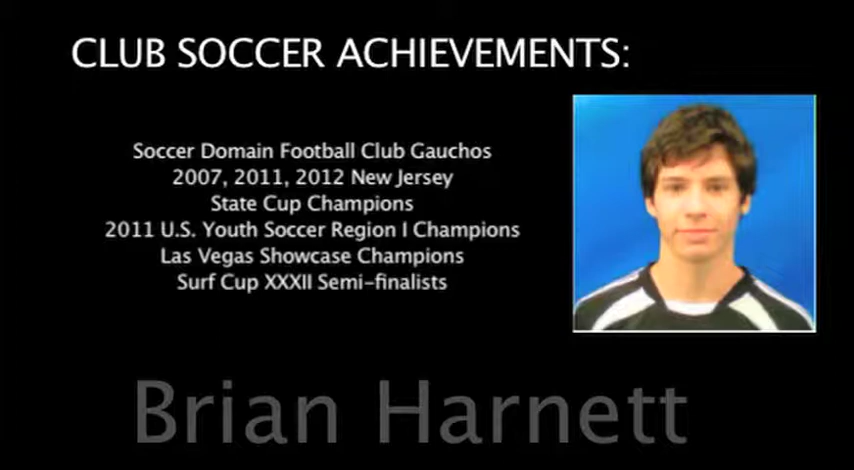 CLUB SOCCER ACHIEVEMENTS:
Soccer Domain Football Club Gauchos
2007, 2011, 2012 New Jersey
State Cup Champions
2011 U.S. Youth Soccer Region I Champions
Las Vegas Showcase Champions
Surf Cup XXXII Semi-finalists
Brian Harnett